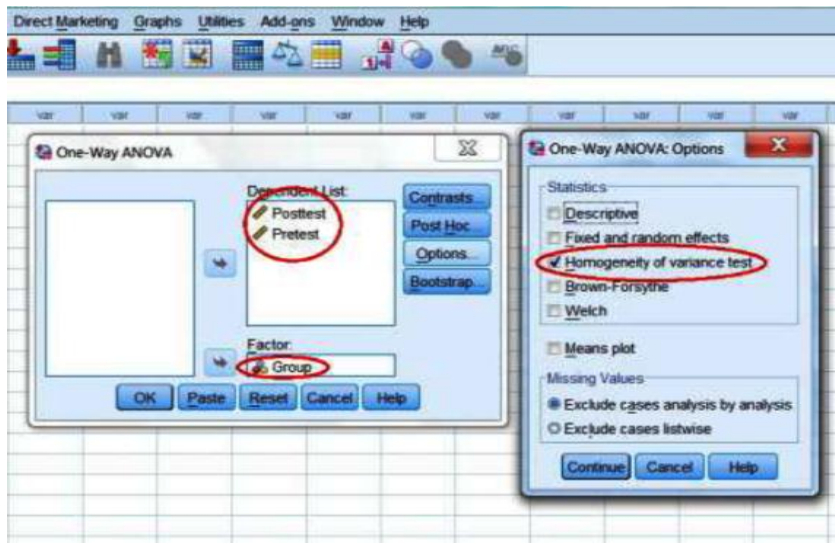 Direct Marketing Graphs Utilities Add-ons Window Help
var var var var var var var var var var
One-Way ANOVA
Dependent List:
Posttest
Pretest
Factor:
Group
Contrasts...
Post Hoc...
Options...
Bootstrap...
OK Paste Reset Cancel Help
One-Way ANOVA: Options
Statistics
Descriptive
Fixed and random effects
Homogeneity of variance test
Brown-Forsythe
Welch
Means plot
Missing Values
Exclude cases analysis by analysis
Exclude cases listwise
Continue Cancel Help